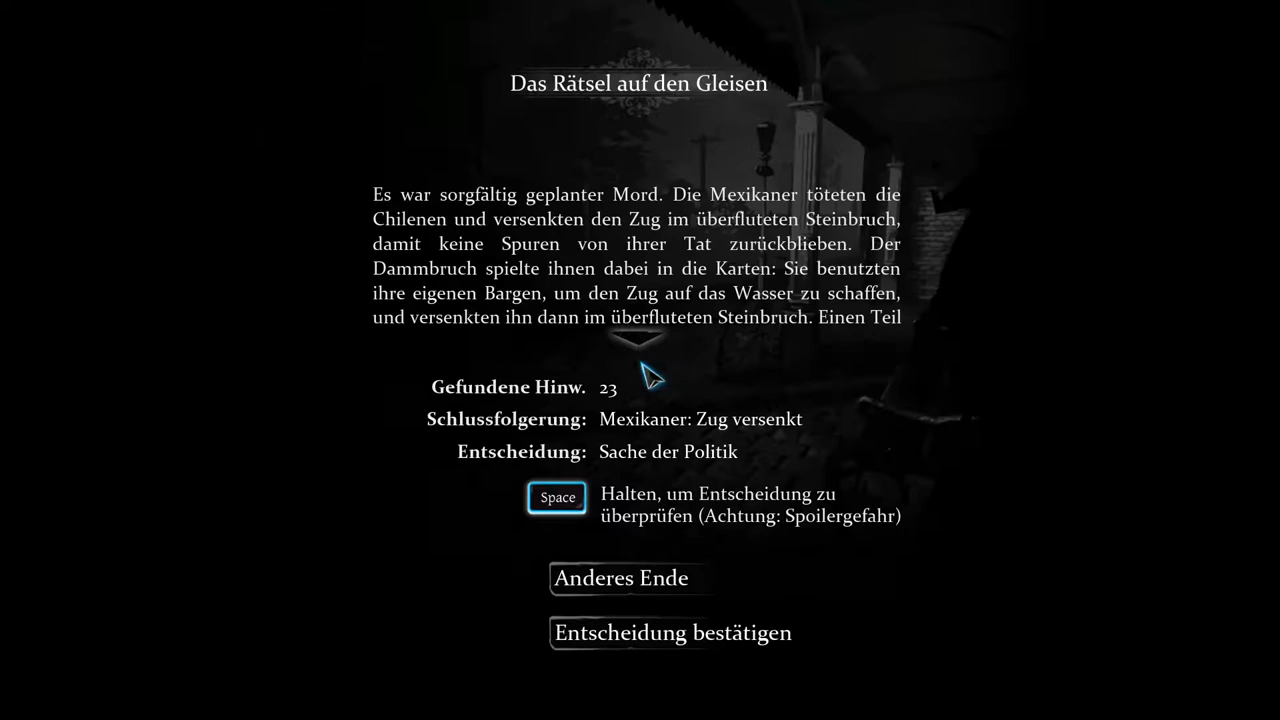 Das Rätsel auf den Gleisen
Es war sorgfältig geplanter Mord. Die Mexikaner töteten die
Chilenen und versenkten den Zug im überfluteten Steinbruch,
damit keine Spuren von ihrer Tat zurückblieben. Der
Dammbruch spielte ihnen dabei in die Karten: Sie benutzten
ihre eigenen Bargen, um den Zug auf das Wasser zu schaffen,
und versenkten ihn dann im überfluteten Steinbruch. Einen Teil
Gefundene Hinw. 23
Schlussfolgerung: Mexikaner: Zug versenkt
Entscheidung: Sache der Politik
Space Halten, um Entscheidung zu
überprüfen (Achtung: Spoilergefahr)
Anderes Ende
Entscheidung bestätigen